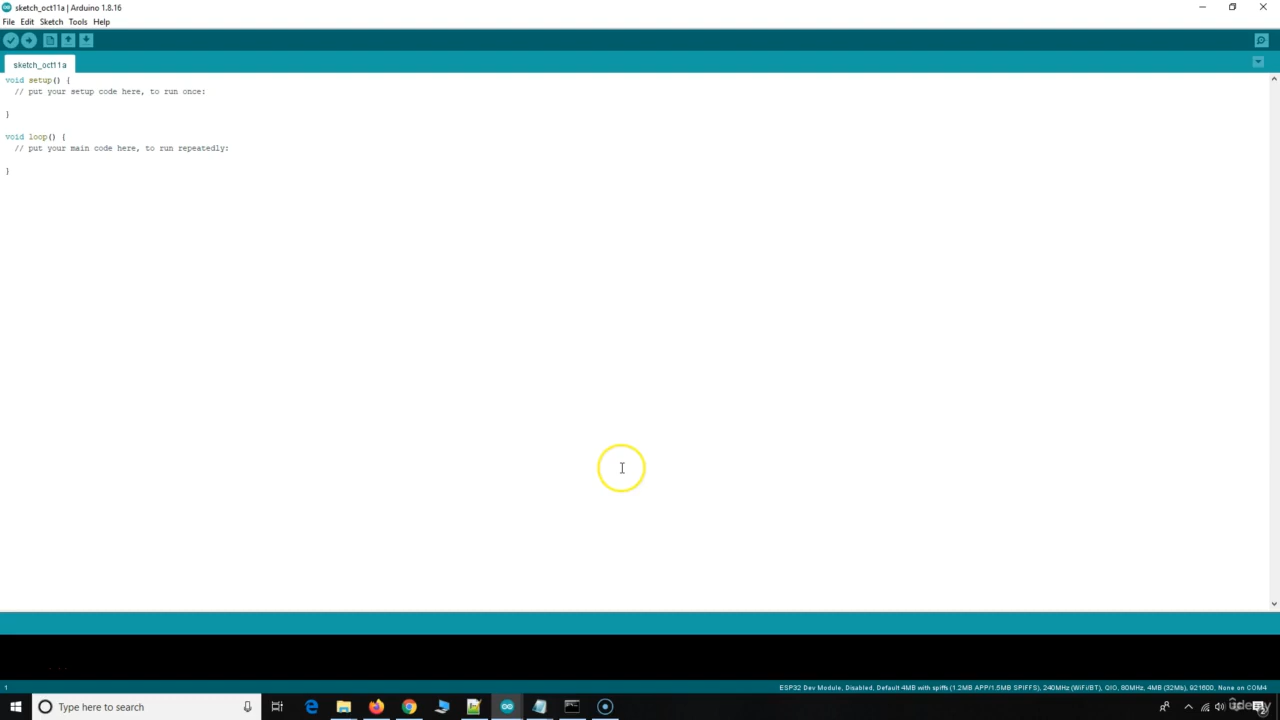 sketch_oct11a | Arduino 1.8.16
File Edit Sketch Tools Help
sketch_oct11a
void setup() {
// put your setup code here, to run once:
}
void loop() {
// put your main code here, to run repeatedly:
}
1
ESP32 Dev Module, Disabled, Default 4MB with spiffs (1.2MB APP/1.5MB SPIFFS), 240MHz (WiFi/BT), QIO, 80MHz, 4MB (32Mb), 921600, None on COM4
Type here to search
udemy